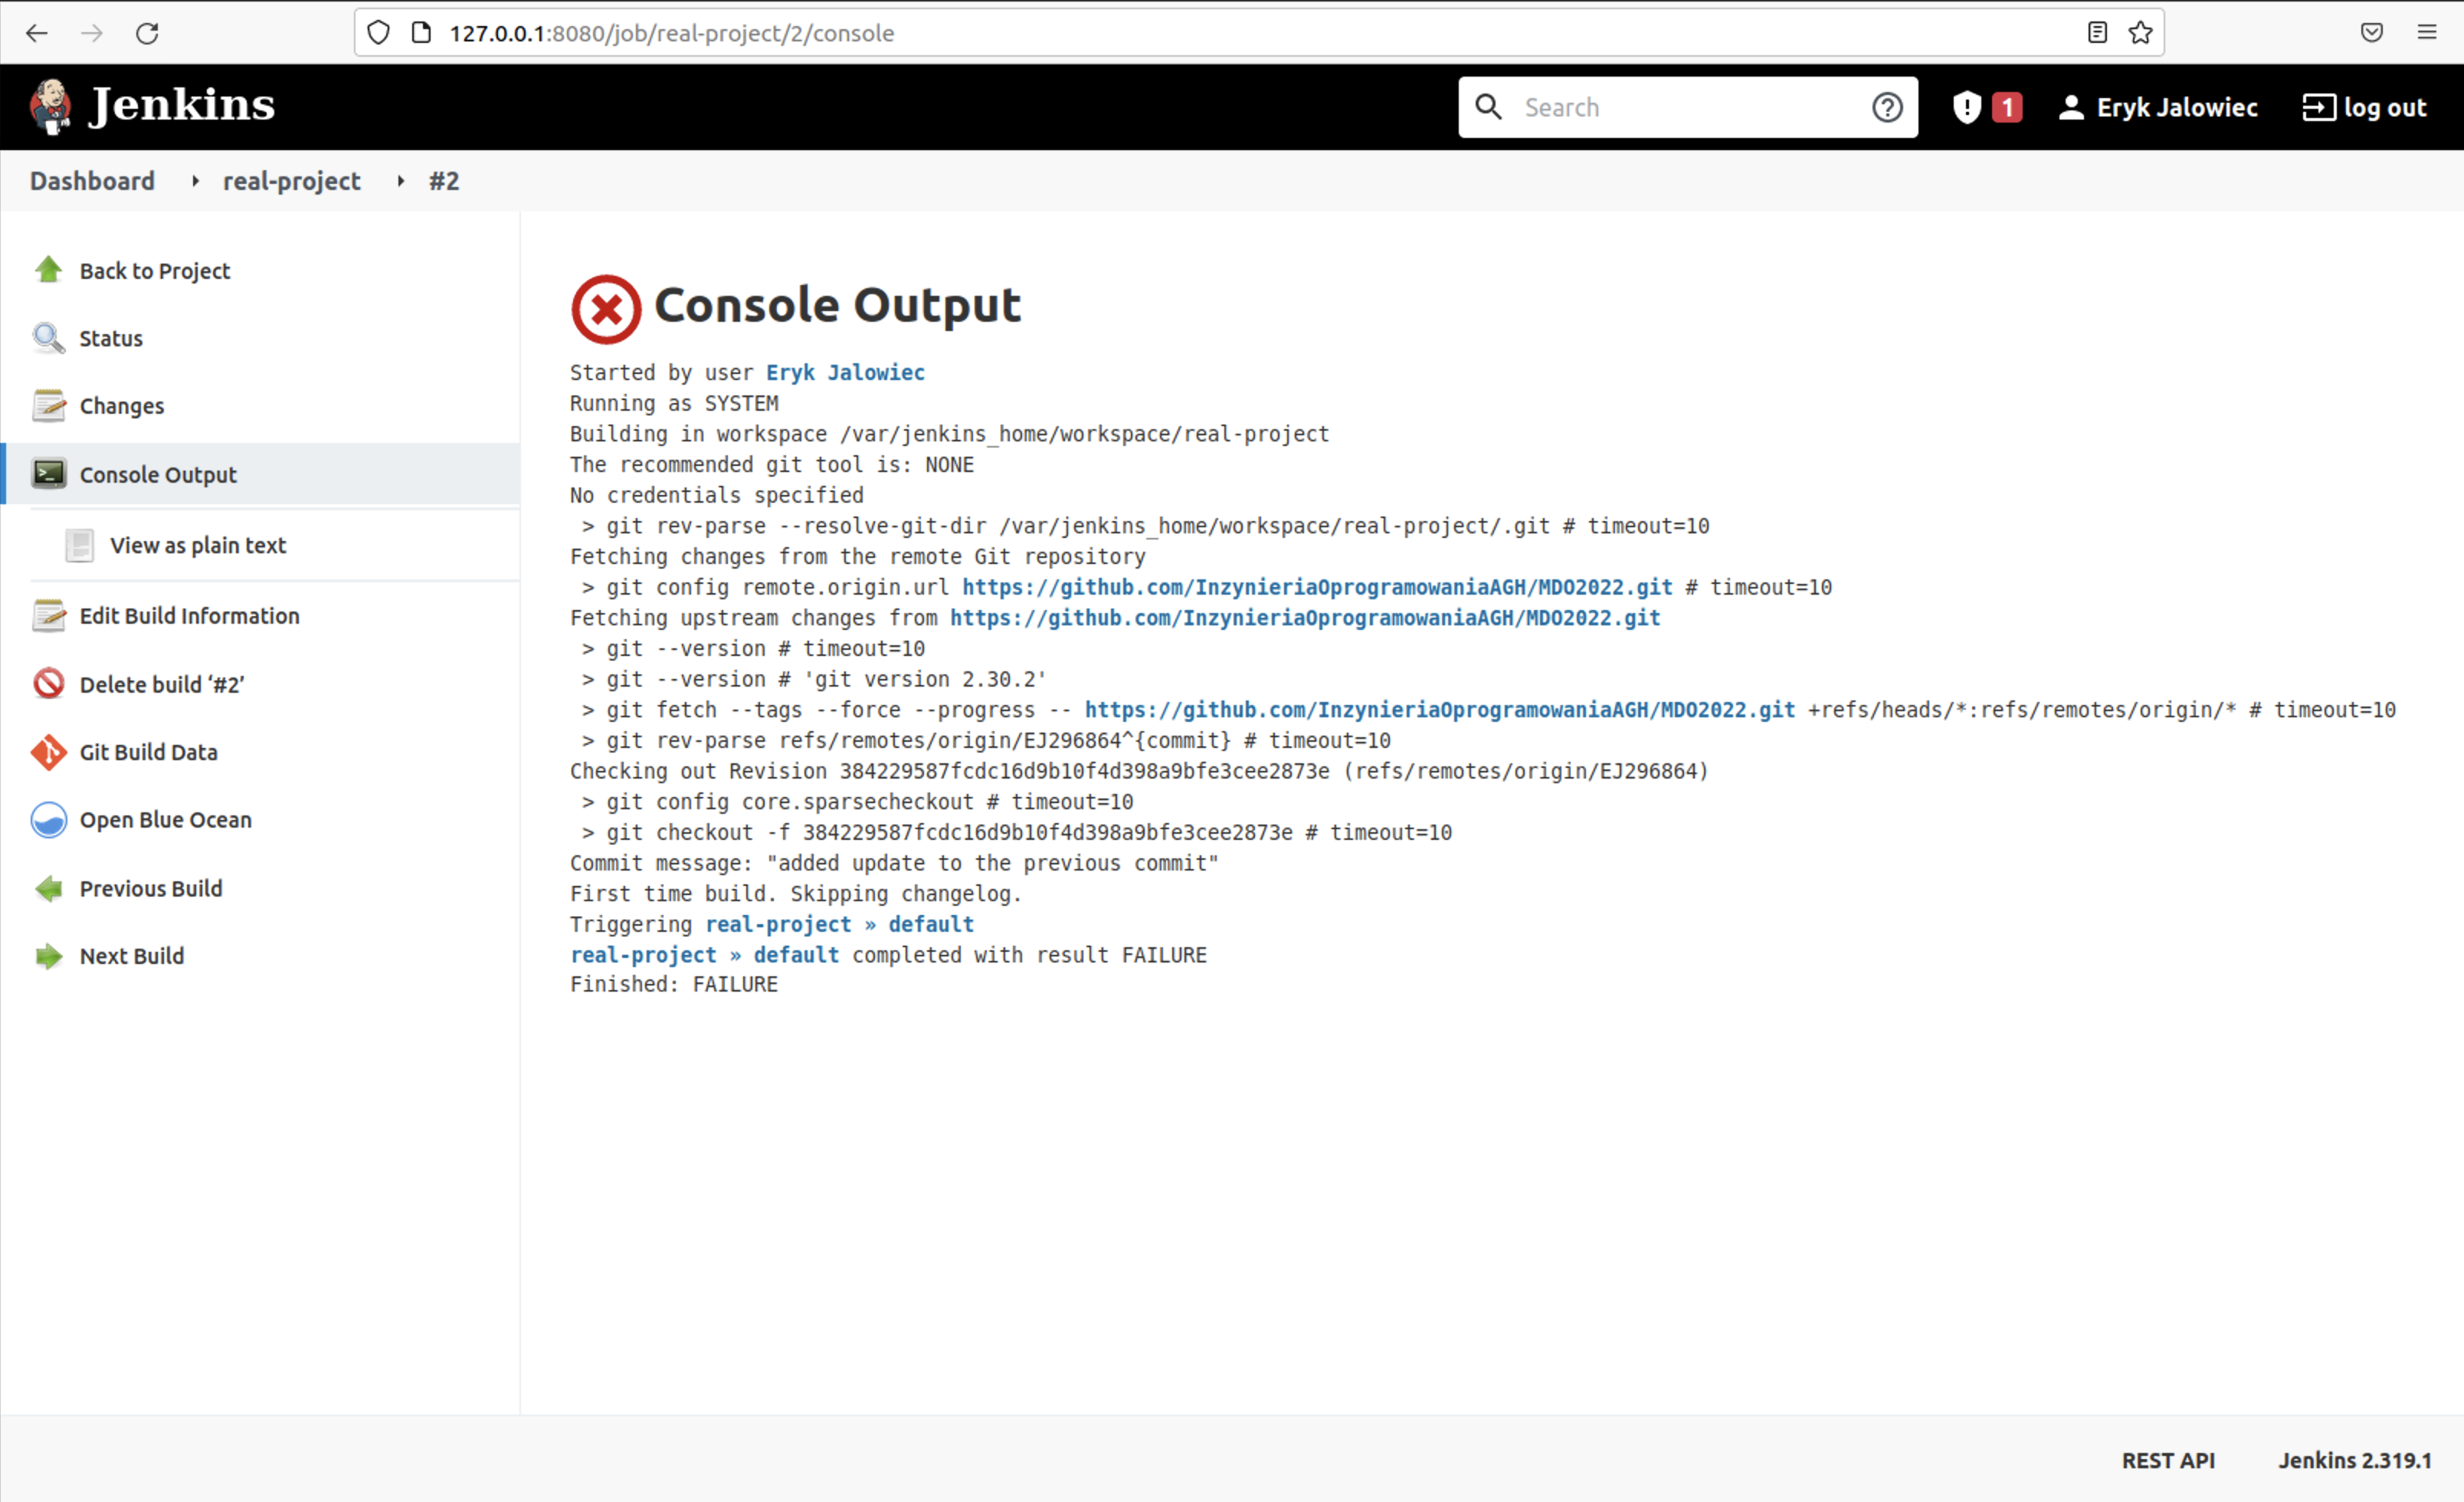 127.0.0.1:8080/job/real-project/2/console
Jenkins
Search
1
Eryk Jalowiec
log out
Dashboard
real-project
#2
Back to Project
Status
Changes
Console Output
View as plain text
Edit Build Information
Delete build ‘#2’
Git Build Data
Open Blue Ocean
Previous Build
Next Build
Console Output
Started by user Eryk Jalowiec
Running as SYSTEM
Building in workspace /var/jenkins_home/workspace/real-project
The recommended git tool is: NONE
No credentials specified
> git rev-parse --resolve-git-dir /var/jenkins_home/workspace/real-project/.git # timeout=10
Fetching changes from the remote Git repository
> git config remote.origin.url https://github.com/InzynieriaOprogramowaniaAGH/MDO2022.git # timeout=10
Fetching upstream changes from https://github.com/InzynieriaOprogramowaniaAGH/MDO2022.git
> git --version # timeout=10
> git --version # 'git version 2.30.2'
> git fetch --tags --force --progress -- https://github.com/InzynieriaOprogramowaniaAGH/MDO2022.git +refs/heads/*:refs/remotes/origin/* # timeout=10
> git rev-parse refs/remotes/origin/EJ296864^{commit} # timeout=10
Checking out Revision 384229587fcdc16d9b10f4d398a9bfe3cee2873e (refs/remotes/origin/EJ296864)
> git config core.sparsecheckout # timeout=10
> git checkout -f 384229587fcdc16d9b10f4d398a9bfe3cee2873e # timeout=10
Commit message: "added update to the previous commit"
First time build. Skipping changelog.
Triggering real-project » default
real-project » default completed with result FAILURE
Finished: FAILURE
REST API
Jenkins 2.319.1